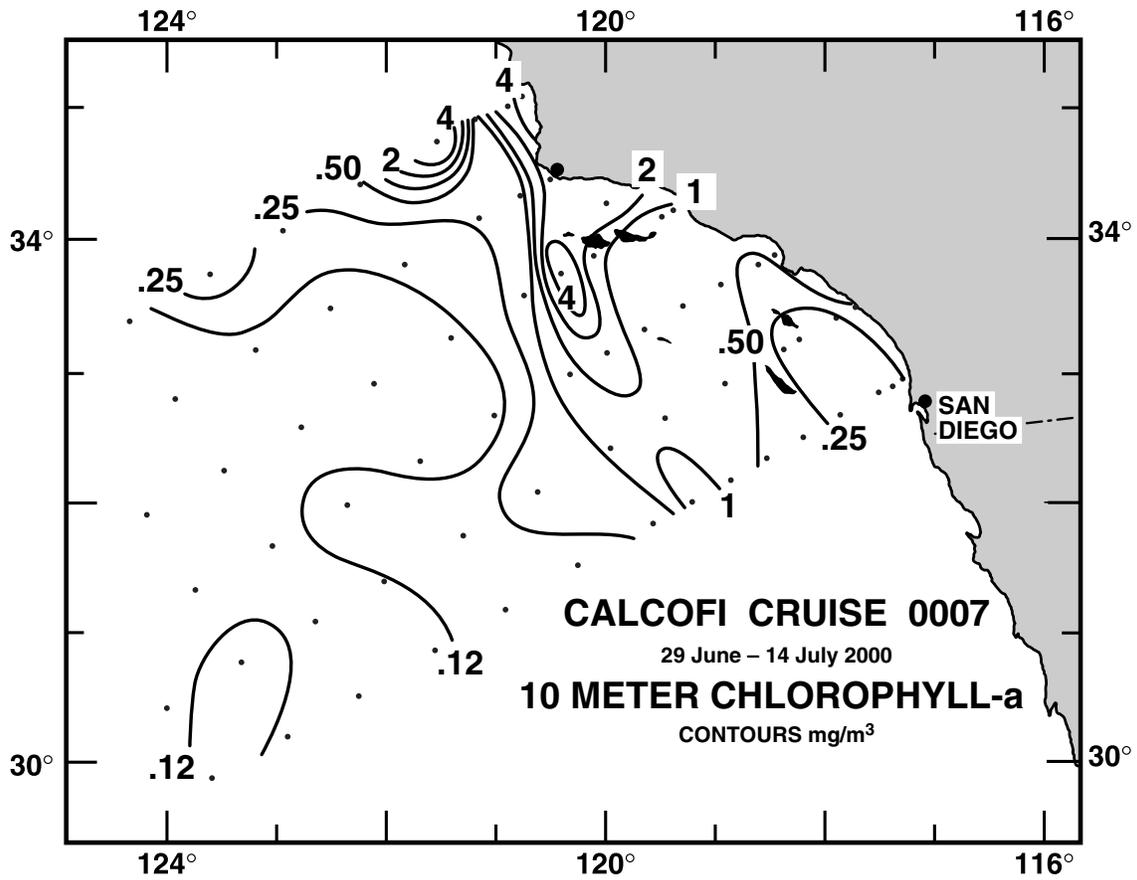 124° 120° 116°
4
4
.50 2
2
1
.25
34° 34°
.25
4
.50
SAN
DIEGO
.25
1
CALCOFI CRUISE 0007
29 June – 14 July 2000
.12
10 METER CHLOROPHYLL-a
CONTOURS mg/m³
.12
30° 30°
124° 120° 116°